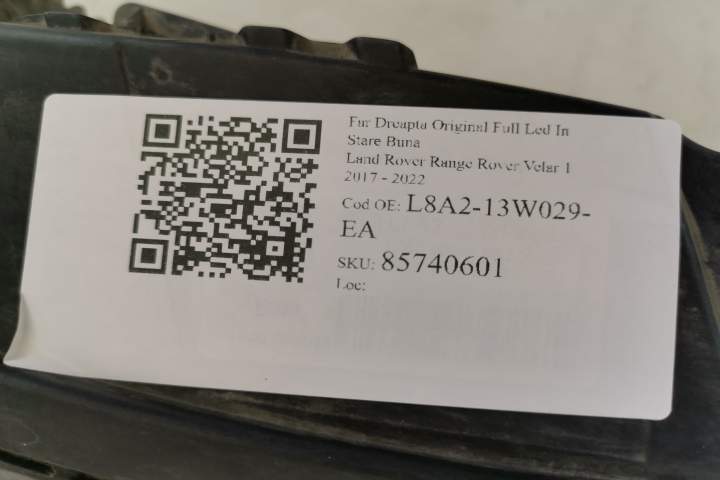 Far Dreapta Original Full Led In
Stare Buna
Land Rover Range Rover Velar 1
2017 - 2022
Cod OE: L8A2-13W029-
EA
SKU: 85740601
Loc: